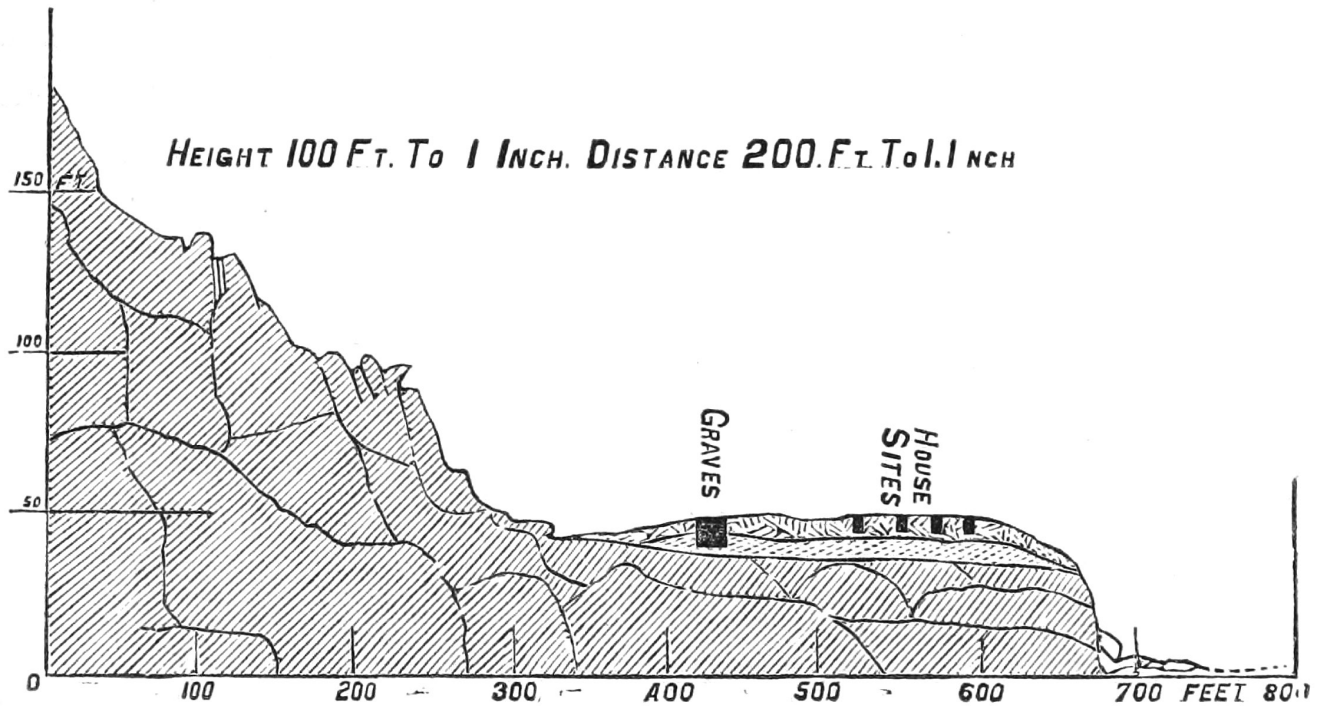 HEIGHT 100 FT. TO 1 INCH. DISTANCE 200.FT TO 1.INCH
150 FT
100
50
GRAVES
HOUSE
SITES
0 100 200 300 A00 500 600 700 FEET 800